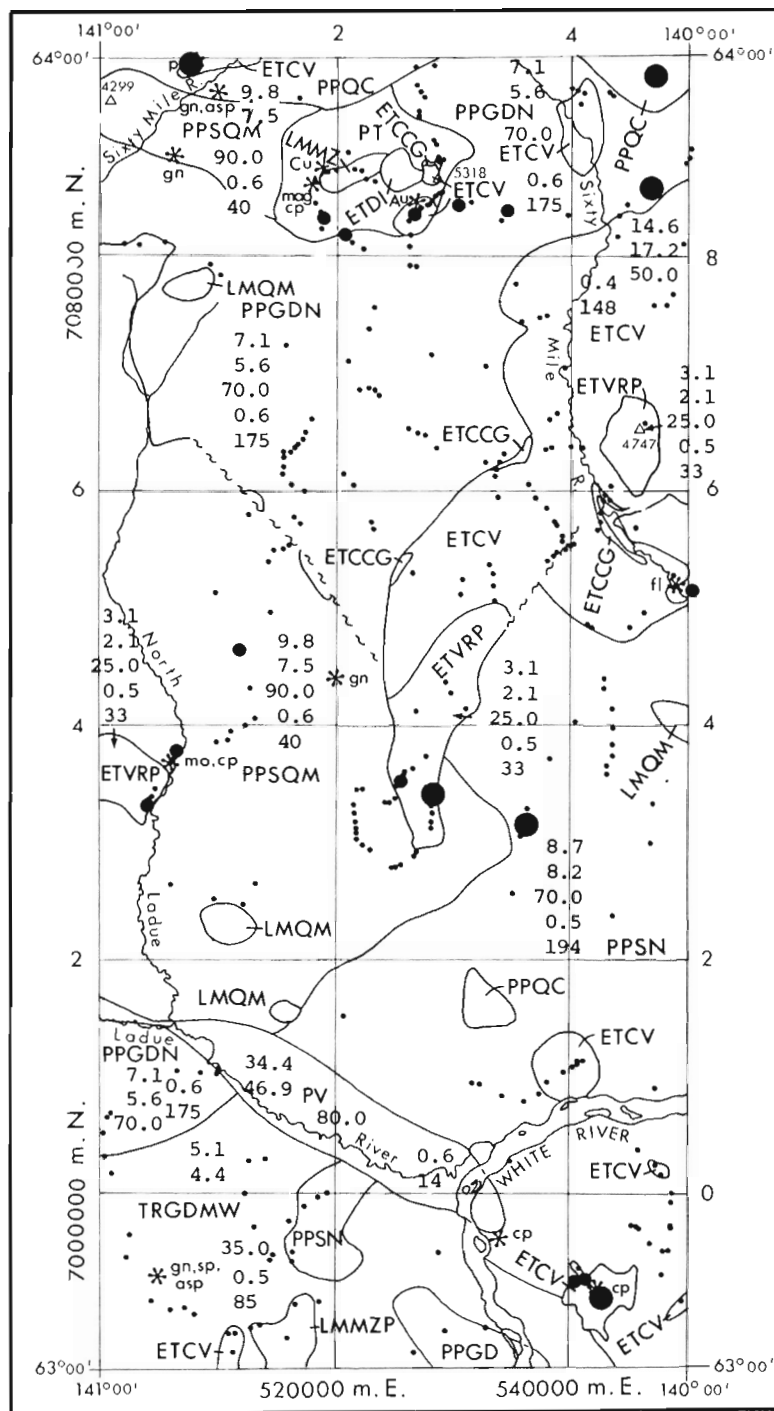 141°00' 2 4 140°00'
64°00' 64°00'
ETCV
PPQC
4299
Sixty Mile R.
gn,asp
9.8
7.5
PPSQM
90.0
0.6
40
gn
LMMZ
Cu
mag
cp
PT
ETCCG
ETDI
Au
5318
ETCV
7.1
5.6
PPGDN
70.0
ETCV
0.6
175
PPQC
Sixty
14.6
17.2
50.0
0.4
148
8
ETCV
7080000 m. N.
LMQM
PPGDN
7.1
5.6
70.0
0.6
175
Mile
ETVRP
3.1
2.1
25.0
0.5
33
4747
ETCCG
6 6
R.
ETCV
ETCCG
ETCCG
fl
3.1
2.1
25.0
0.5
33
North
9.8
7.5
90.0
0.6
40
gn
ETVRP
3.1
2.1
25.0
0.5
33
4 4
ETVRP
mo,cp
PPSQM
LMQM
8.7
8.2
70.0
0.5
194
PPSN
Ladue
LMQM
2 2
LMQM
PPQC
Ladue
PPGDN
7.1
5.6
70.0
0.6
175
34.4
46.9
PV
80.0
0.6
14
River
ETCV
WHITE RIVER
ETCV
5.1
4.4
TRGDMW
35.0
0.5
85
gn,sp,
asp
0
7000000 m. N.
PPSN
cp
ETCV
cp
LMMZP
ETCV
PPGD
ETCV
63°00' 63°00'
141°00' 520000 m. E. 540000 m. E. 140°00'